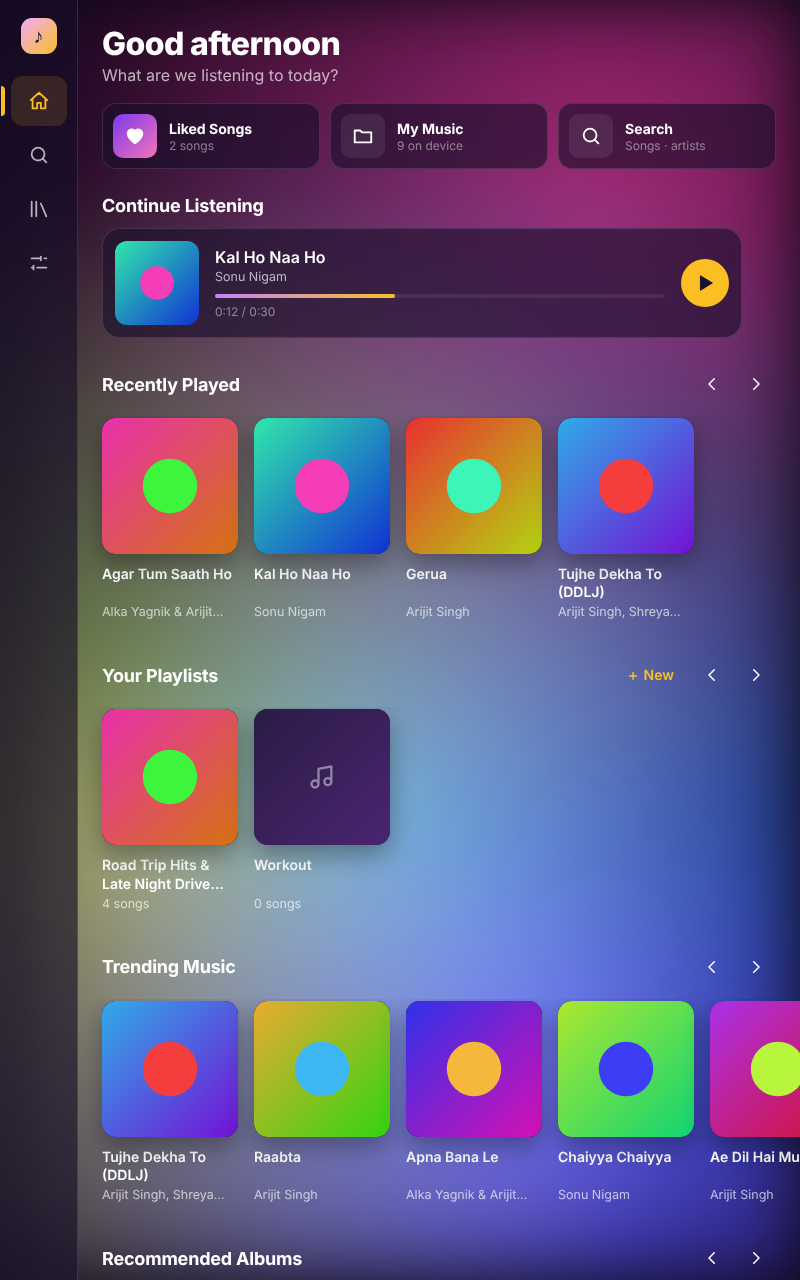 Good afternoon
What are we listening to today?
Liked Songs
2 songs
My Music
9 on device
Search
Songs · artists
Continue Listening
Kal Ho Naa Ho
Sonu Nigam
0:12 / 0:30
Recently Played
Agar Tum Saath Ho
Alka Yagnik & Arijit...
Kal Ho Naa Ho
Sonu Nigam
Gerua
Arijit Singh
Tujhe Dekha To
(DDLJ)
Arijit Singh, Shreya...
Your Playlists
+ New
Road Trip Hits &
Late Night Drive...
4 songs
Workout
0 songs
Trending Music
Tujhe Dekha To
(DDLJ)
Arijit Singh, Shreya...
Raabta
Arijit Singh
Apna Bana Le
Alka Yagnik & Arijit...
Chaiyya Chaiyya
Sonu Nigam
Ae Dil Hai Mu
Arijit Singh
Recommended Albums